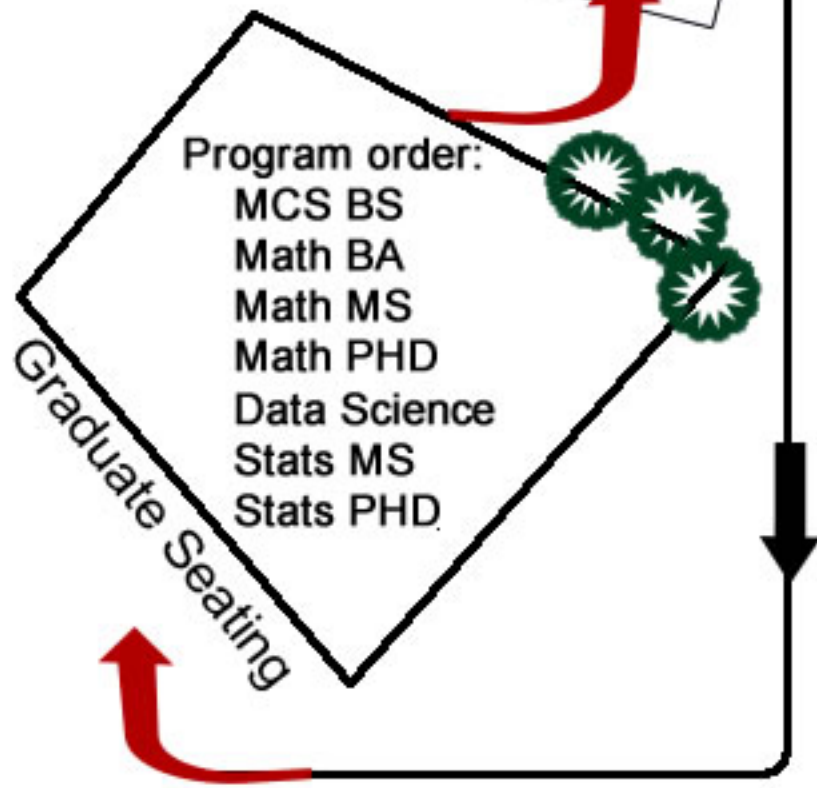 Program order:
MCS BS
Math BA
Math MS
Math PHD
Data Science
Stats MS
Stats PHD
Graduate Seating